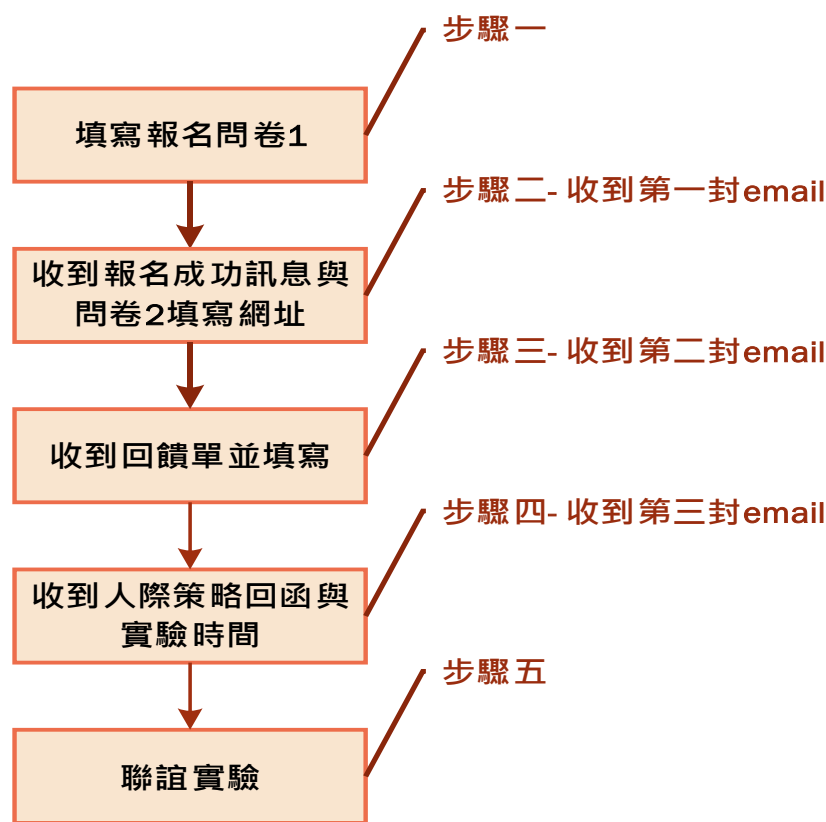 步驟一
填寫報名問卷1
步驟二- 收到第一封email
收到報名成功訊息與
問卷2填寫網址
步驟三- 收到第二封email
收到回饋單並填寫
步驟四- 收到第三封email
收到人際策略回函與
實驗時間
步驟五
聯誼實驗